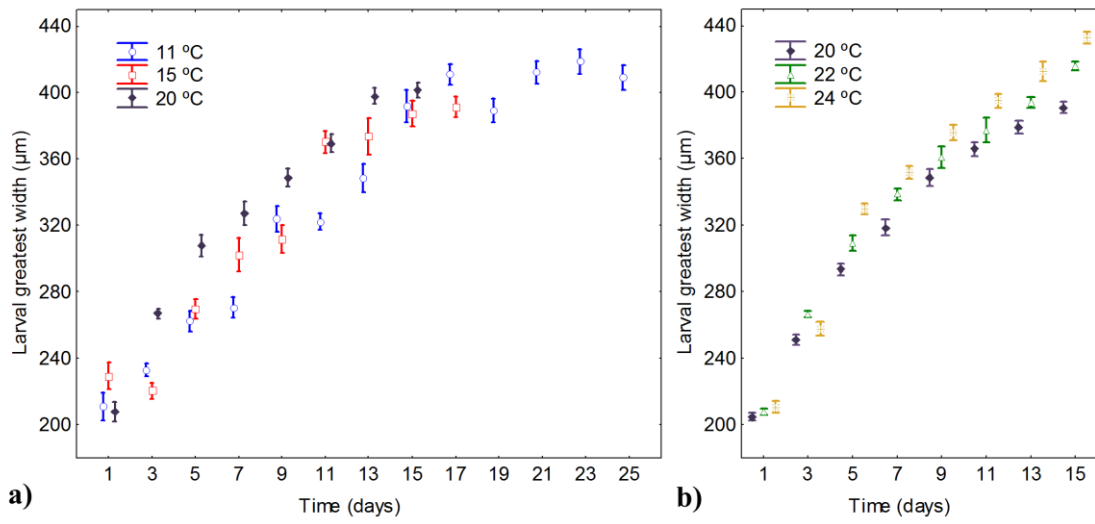 440
400
360
320
280
240
200
11 ºC
15 ºC
20 ºC
Larval greatest width (µm)
1 3 5 7 9 11 13 15 17 19 21 23 25
Time (days)
a)
440
400
360
320
280
240
200
20 ºC
22 ºC
24 ºC
Larval greatest width (µm)
1 3 5 7 9 11 13 15
Time (days)
b)